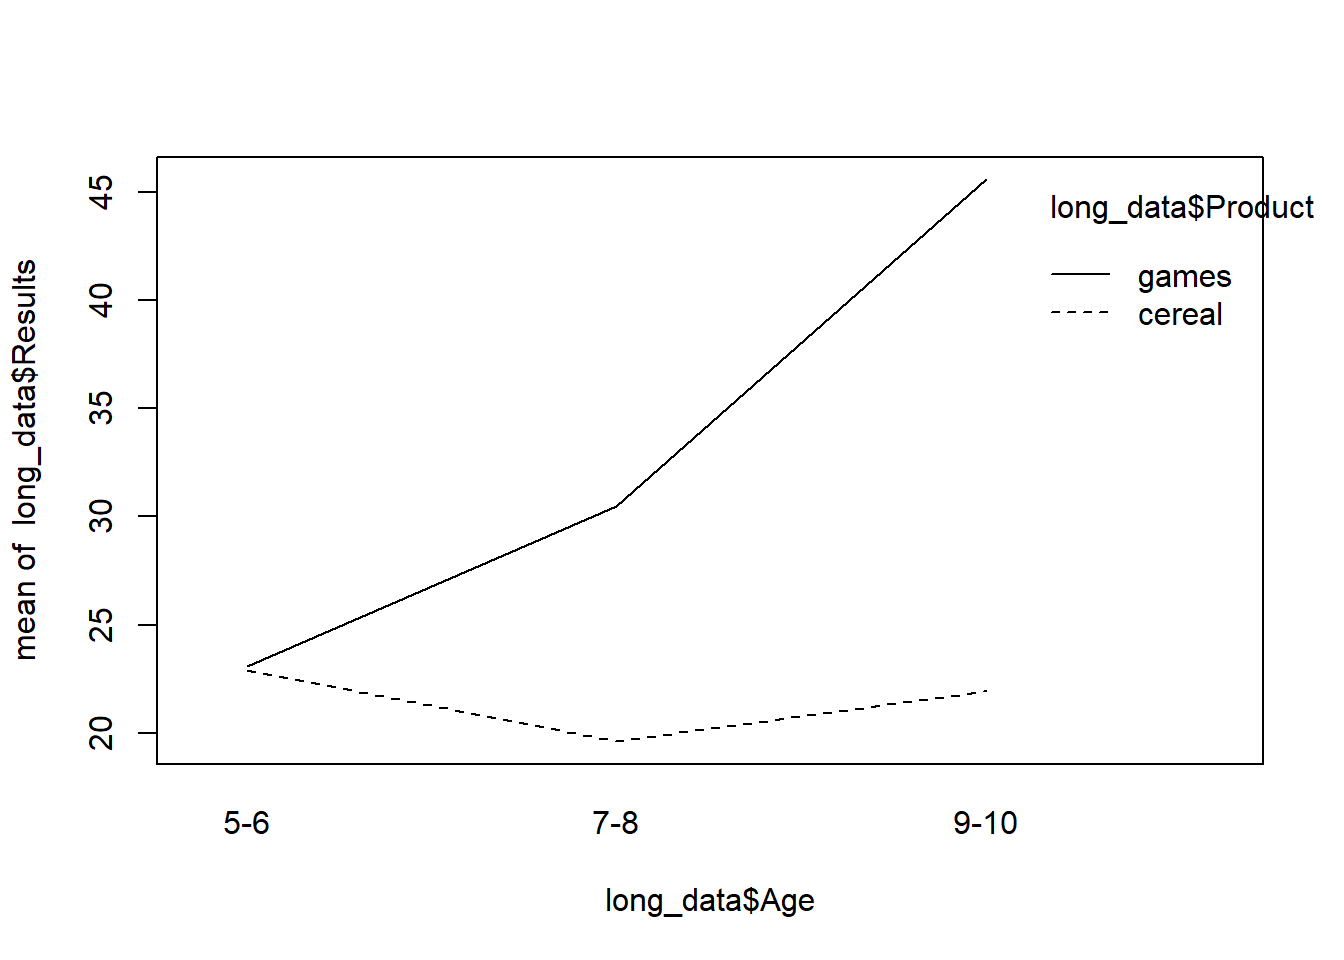 mean of  long_data$Results
45
40
35
30
25
20
long_data$Product
games
cereal
5-6
7-8
9-10
long_data$Age